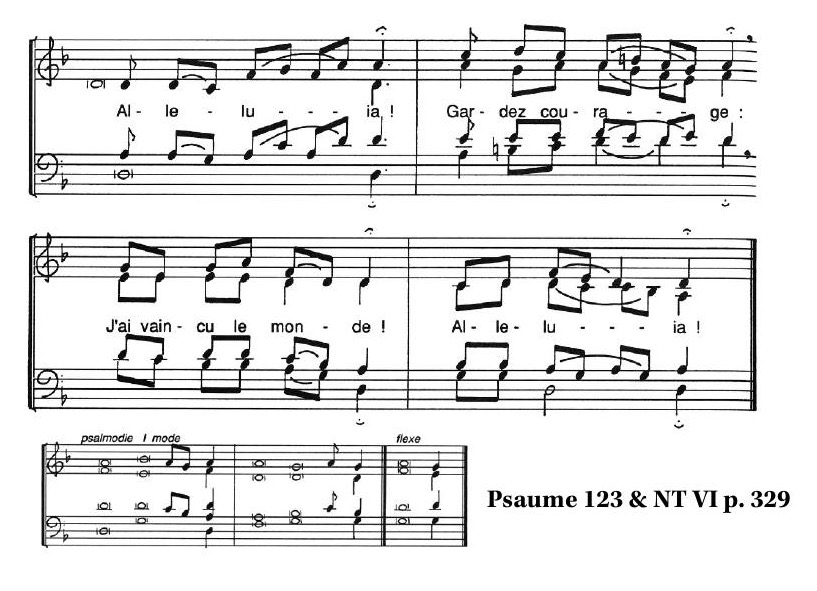 Al- le - lu - - - ia ! Gar- dez cou - ra - - - ge :
J'ai vain - cu le mon - de ! Al - le - lu - - ia !
psalmodie I mode flexe
Psaume 123 & NT VI p. 329